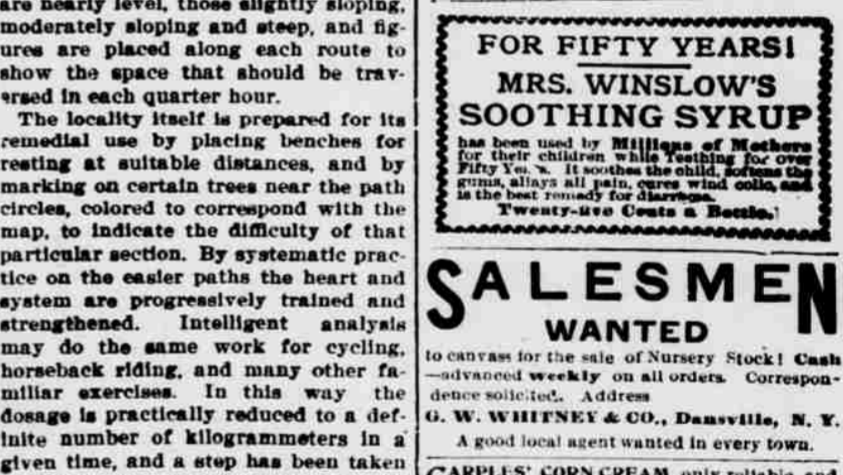 are nearly level, those slightly sloping,
moderately sloping and steep, and fig-
ures are placed along each route to
show the space that should be trav-
ersed in each quarter hour.
The locality itself is prepared for its
remedial use by placing benches for
resting at suitable distances, and by
marking on certain trees near the path
circles, colored to correspond with the
map, to indicate the difficulty of that
particular section. By systematic prac-
tice on the easier paths the heart and
system are progressively trained and
strengthened. Intelligent analysis
may do the same work for cycling,
horseback riding, and many other fa-
miliar exercises. In this way the
dosage is practically reduced to a def-
inite number of kilogrammeters in a
given time, and a step has been taken
FOR FIFTY YEARS!
MRS. WINSLOW'S
SOOTHING SYRUP
has been used by Millions of Mothers
for their children while Teething for over
Fifty It soothes the child, softens the
gums, allays all pain, cures wind colic, and
is the best remedy for diarrhœa.
Twenty-five Cents a Bottle.
SALESMEN
WANTED
to canvass for the sale of Nursery Stock! Cash
advanced weekly on all orders. Correspon-
dence solicited. Address
G. W. WHITNEY & CO., Dansville, N. Y.
A good local agent wanted in every town.
CARPLES' CORN CREAM, only reliable and